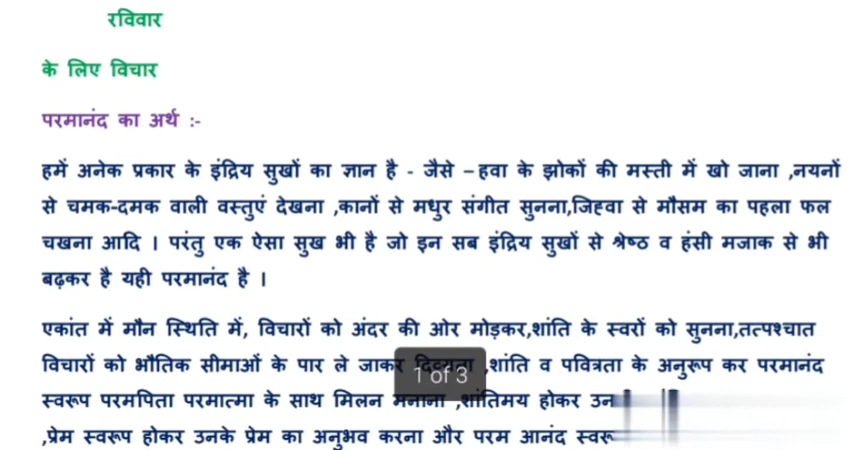 रविवार
के लिए विचार
परमानंद का अर्थ :-
हमें अनेक प्रकार के इंद्रिय सुखों का ज्ञान है - जैसे – हवा के झोकों की मस्ती में खो जाना ,नयनों
से चमक-दमक वाली वस्तुएं देखना ,कानों से मधुर संगीत सुनना,जिह्वा से मौसम का पहला फल
चखना आदि । परंतु एक ऐसा सुख भी है जो इन सब इंद्रिय सुखों से श्रेष्ठ व हंसी मजाक से भी
बढ़कर है यही परमानंद है ।
एकांत में मौन स्थिति में, विचारों को अंदर की ओर मोड़कर,शांति के स्वरों को सुनना,तत्पश्चात
विचारों को भौतिक सीमाओं के पार ले जाकर ,शांति व पवित्रता के अनुरूप कर परमानंद
1 of 3
स्वरूप परमपिता परमात्मा के साथ मिलन मनाना ,शांतिमय होकर
,प्रेम स्वरूप होकर उनके प्रेम का अनुभव करना और परम आनंद